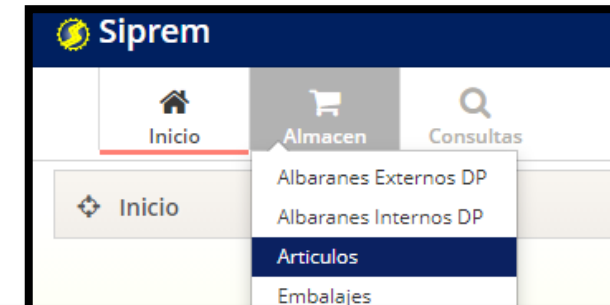 Siprem
Inicio Almacen Consultas
Inicio
Albaranes Externos DP
Albaranes Internos DP
Articulos
Embalajes